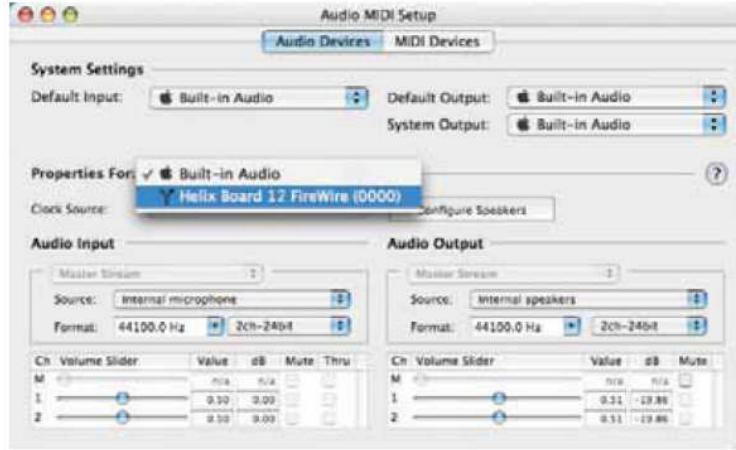 Audio MIDI Setup
Audio Devices MIDI Devices
System Settings
Default Input: Built-in Audio Default Output: Built-in Audio
System Output: Built-in Audio
Properties For: ✓ Built-in Audio ?
Helix Board 12 FireWire (0000)
Clock Source: Configure Speakers
Audio Input Audio Output
Master Stream Master Stream
Source: Internal microphone Source: Internal speakers
Format: 44100.0 Hz 2ch-24bit Format: 44100.0 Hz 2ch-24bit
Ch Volume Slider Value dB Mute Thru Ch Volume Slider Value dB Mute
M n/a n/a M n/a n/a
1 0.50 0.00 1 0.51 -19.86
2 0.50 0.00 2 0.51 -19.86